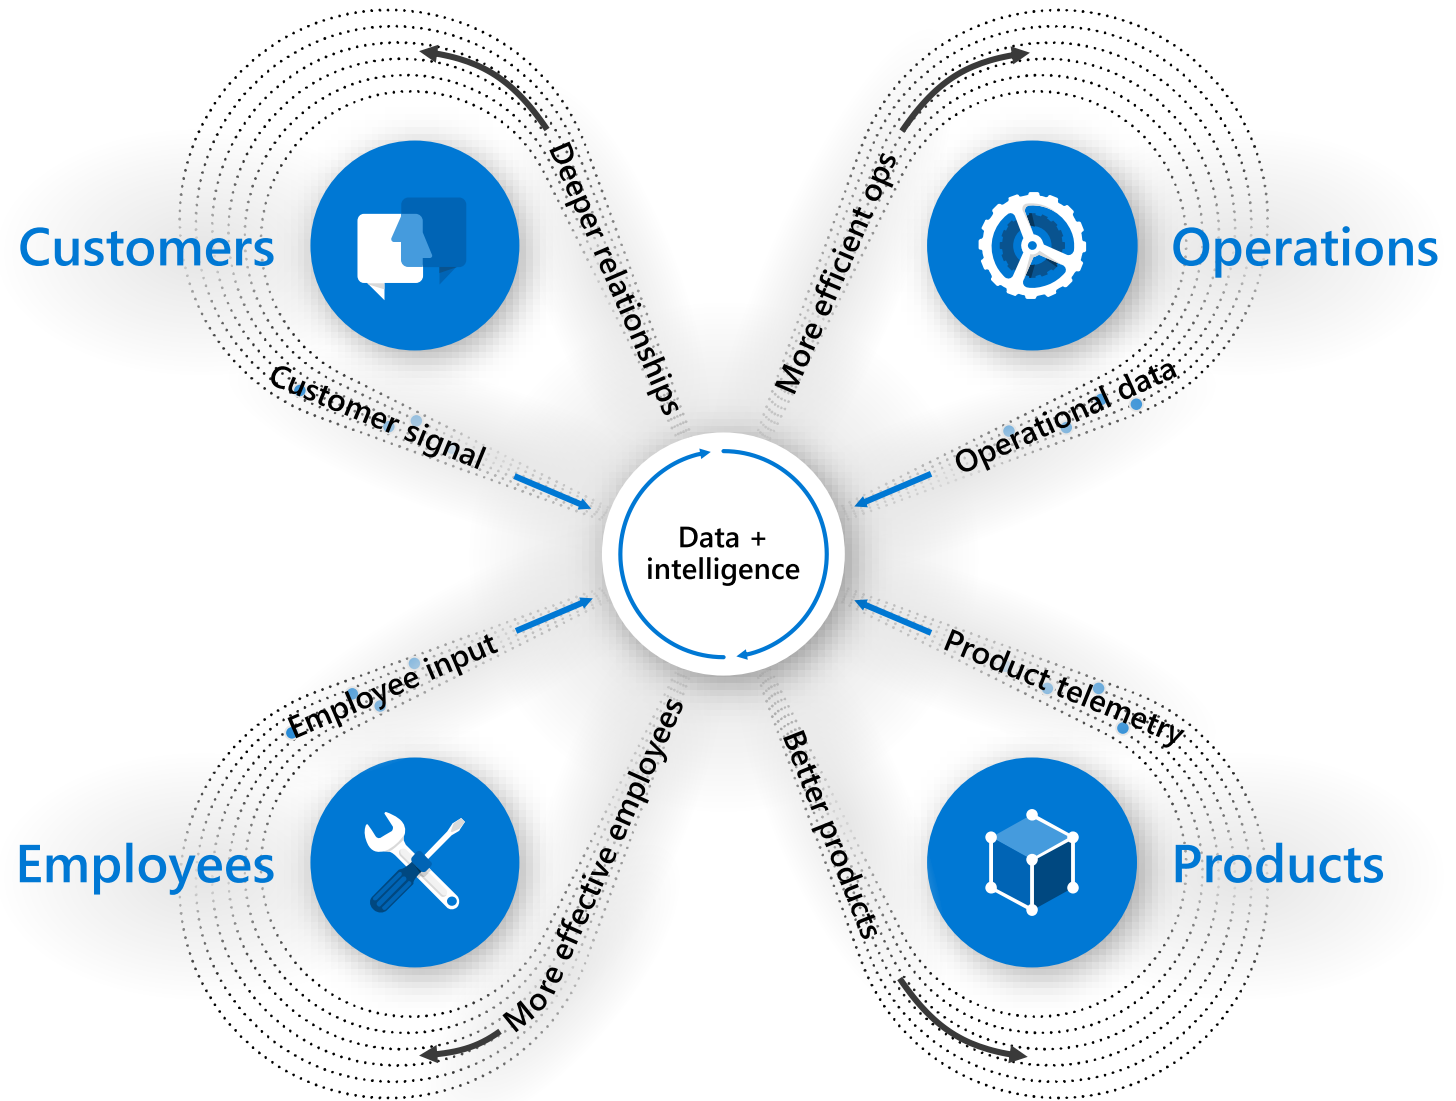 Customers
Deeper relationships
Customer signal
Operations
More efficient ops
Operational data
Data +
intelligence
Employees
Employee input
More effective employees
Products
Product telemetry
Better products